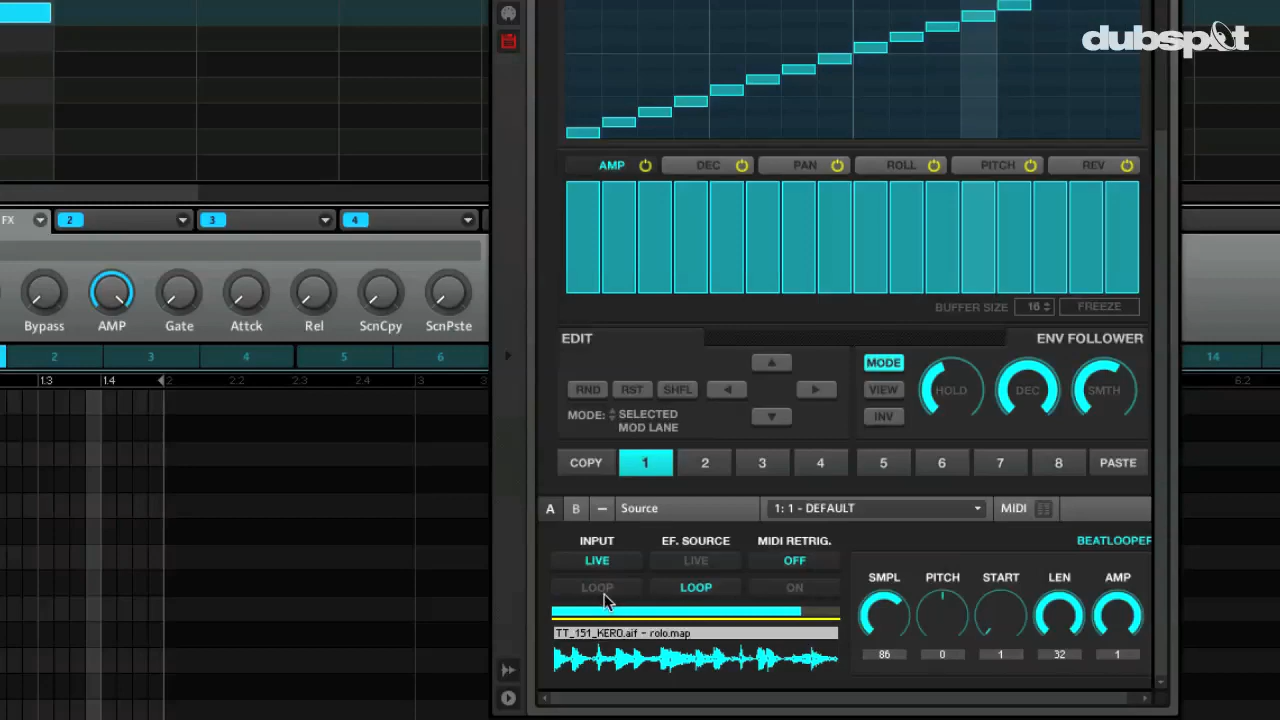 dubspot
AMP DEC PAN ROLL PITCH REV
FX 2 3 4
BUFFER SIZE 16 FREEZE
Bypass AMP Gate Attck Rel ScnCpy ScnPste
EDIT ENV FOLLOWER
2 3 4 5 6 14
MODE
1.3 1.4 2 2.2 2.3 2.4 3 6.2
RND RST SHFL VIEW HOLD DEC SMTH
MODE: SELECTED
MOD LANE
INV
COPY 1 2 3 4 5 6 7 8 PASTE
A B Source 1: 1 - DEFAULT MIDI
INPUT EF. SOURCE MIDI RETRIG. BEATLOOPER
LIVE LIVE OFF
SMPL PITCH START LEN AMP
LOOP LOOP ON
TT_151_KERO.aif - rolo.map
86 0 1 32 1